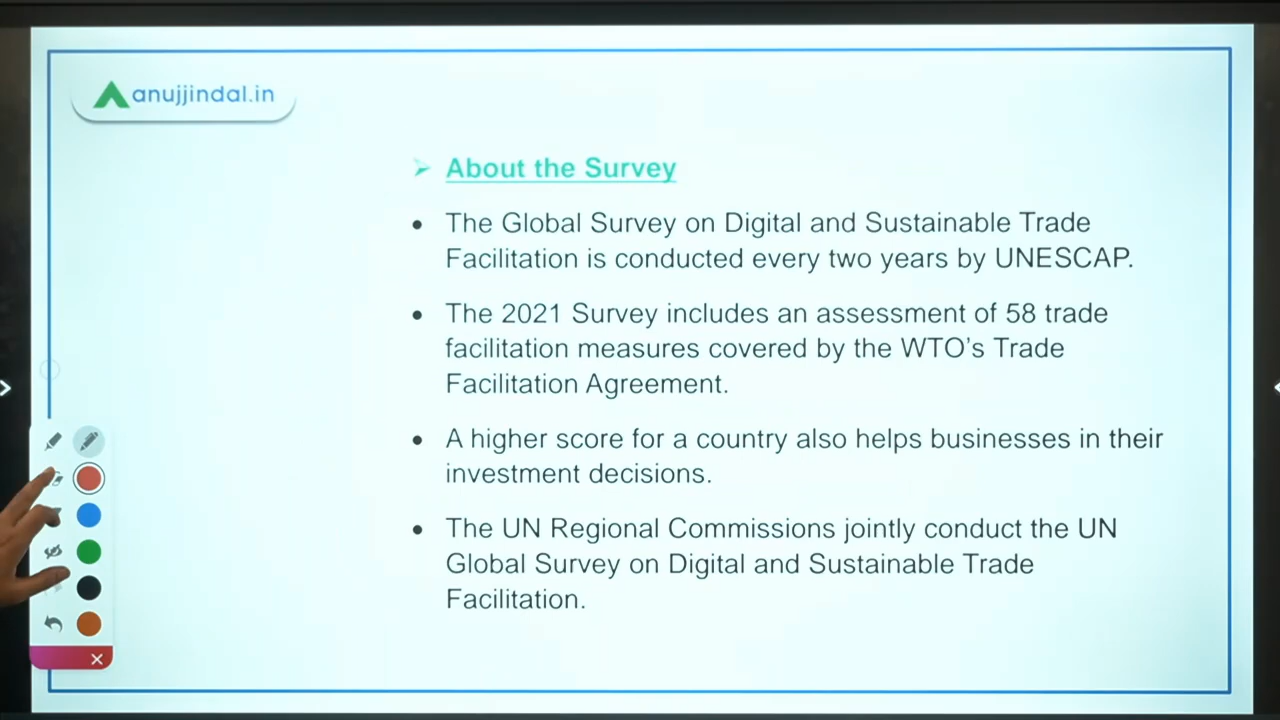 anujjindal.in
About the Survey
The Global Survey on Digital and Sustainable Trade
Facilitation is conducted every two years by UNESCAP.
The 2021 Survey includes an assessment of 58 trade
facilitation measures covered by the WTO's Trade
Facilitation Agreement.
A higher score for a country also helps businesses in their
investment decisions.
The UN Regional Commissions jointly conduct the UN
Global Survey on Digital and Sustainable Trade
Facilitation.